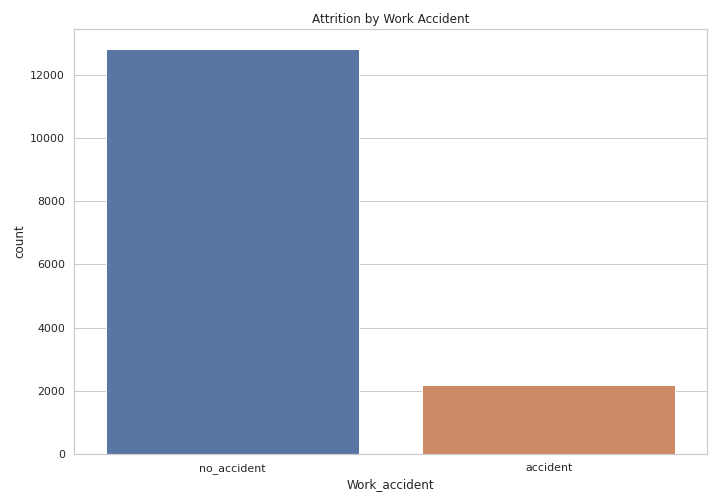 Attrition by Work Accident
12000
10000
8000
6000
4000
2000
0
count
no_accident
accident
Work_accident